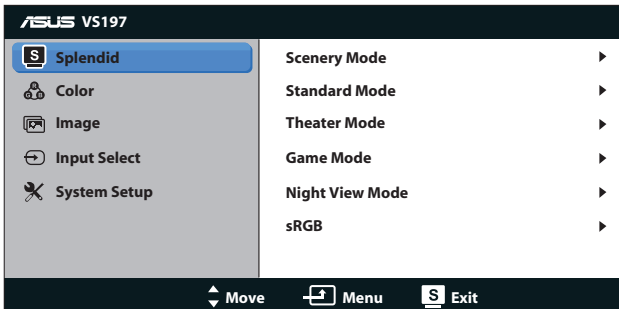 ASUS VS197
S Splendid
Color
Image
Input Select
System Setup
Scenery Mode
Standard Mode
Theater Mode
Game Mode
Night View Mode
sRGB
Move Menu S Exit